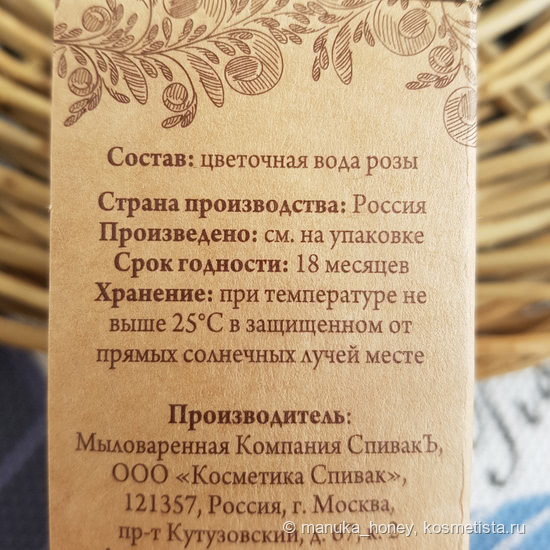 Состав: цветочная вода розы
Страна производства: Россия
Произведено: см. на упаковке
Срок годности: 18 месяцев
Хранение: при температуре не
выше 25°С в защищенном от
прямых солнечных лучей месте
Производитель:
Мыловаренная Компания СпивакЪ,
ООО «Косметика Спивак»,
121357, Россия, г. Москва,
пр-т Кутузовский, д.
© manuka_honey, kosmetista.ru